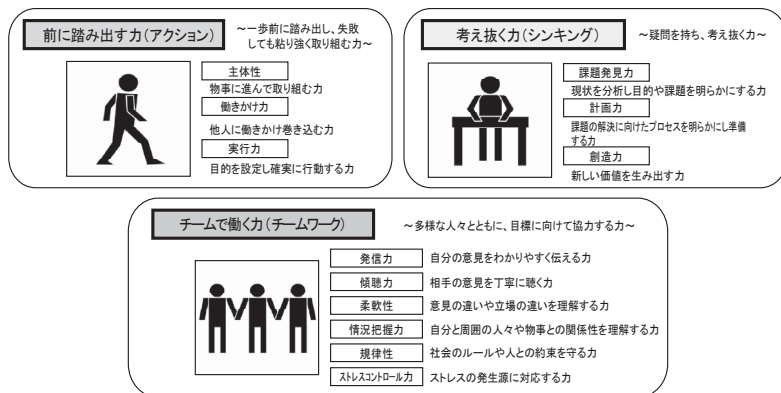 前に踏み出す力(アクション)
~一歩前に踏み出し、失敗
しても粘り強く取り組む力~
主体性
物事に進んで取り組む力
働きかけ力
他人に働きかけ巻き込む力
実行力
目的を設定し確実に行動する力
考え抜く力(シンキング)
~疑問を持ち、考え抜く力~
課題発見力
現状を分析し目的や課題を明らかにする力
計画力
課題の解決に向けたプロセスを明らかにし準備
する力
創造力
新しい価値を生み出す力
チームで働く力(チームワーク)
~多様な人々とともに、目標に向けて協力する力~
発信力 自分の意見をわかりやすく伝える力
傾聴力 相手の意見を丁寧に聴く力
柔軟性 意見の違いや立場の違いを理解する力
情況把握力 自分と周囲の人々や物事との関係性を理解する力
規律性 社会のルールや人との約束を守る力
ストレスコントロール力 ストレスの発生源に対応する力